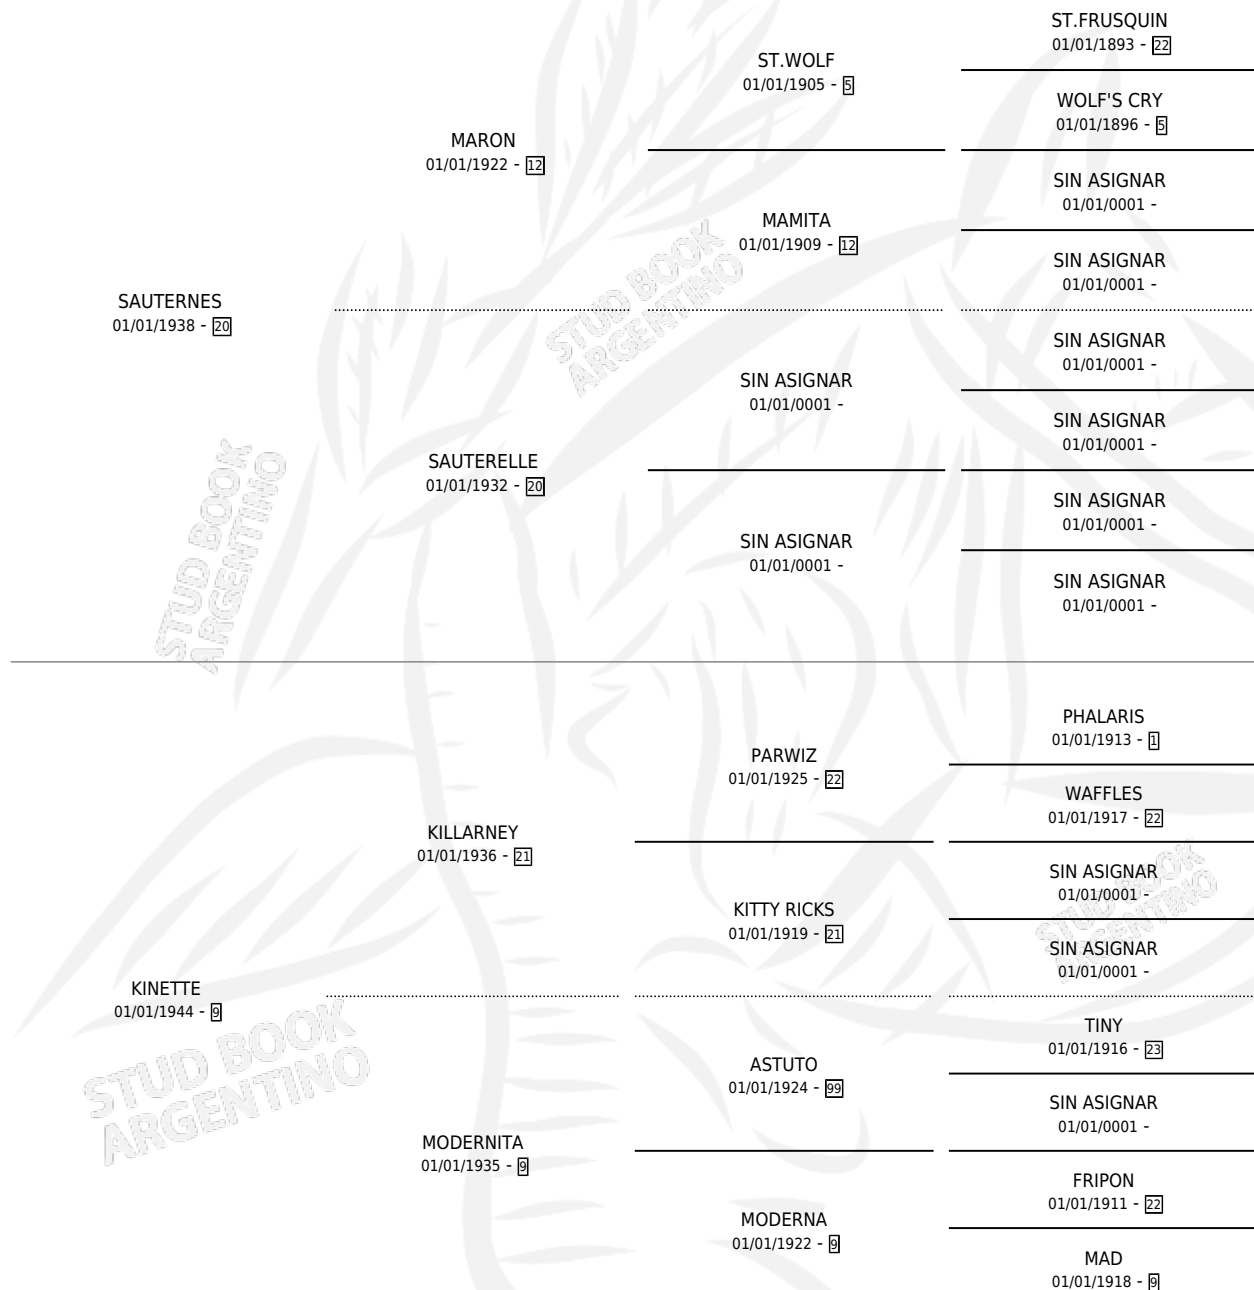 ST.FRUSQUIN
01/01/1893 - 22
ST.WOLF
01/01/1905 - 5
WOLF'S CRY
01/01/1896 - 5
MARON
01/01/1922 - 12
SIN ASIGNAR
01/01/0001 -
MAMITA
01/01/1909 - 12
SIN ASIGNAR
01/01/0001 -
SAUTERNES
01/01/1938 - 20
SIN ASIGNAR
01/01/0001 -
SIN ASIGNAR
01/01/0001 -
SIN ASIGNAR
01/01/0001 -
SAUTERELLE
01/01/1932 - 20
SIN ASIGNAR
01/01/0001 -
SIN ASIGNAR
01/01/0001 -
SIN ASIGNAR
01/01/0001 -
PHALARIS
01/01/1913 - 1
PARWIZ
01/01/1925 - 22
WAFFLES
01/01/1917 - 22
KILLARNEY
01/01/1936 - 21
SIN ASIGNAR
01/01/0001 -
KITTY RICKS
01/01/1919 - 21
SIN ASIGNAR
01/01/0001 -
KINETTE
01/01/1944 - 9
TINY
01/01/1916 - 23
ASTUTO
01/01/1924 - 99
SIN ASIGNAR
01/01/0001 -
MODERNITA
01/01/1935 - 9
FRIPON
01/01/1911 - 22
MODERNA
01/01/1922 - 9
MAD
01/01/1918 - 9
STUD BOOK
ARGENTINO
STUD BOOK
ARGENTINO
STUD BOOK
ARGENTINO
STUD BOOK
ARGENTINO